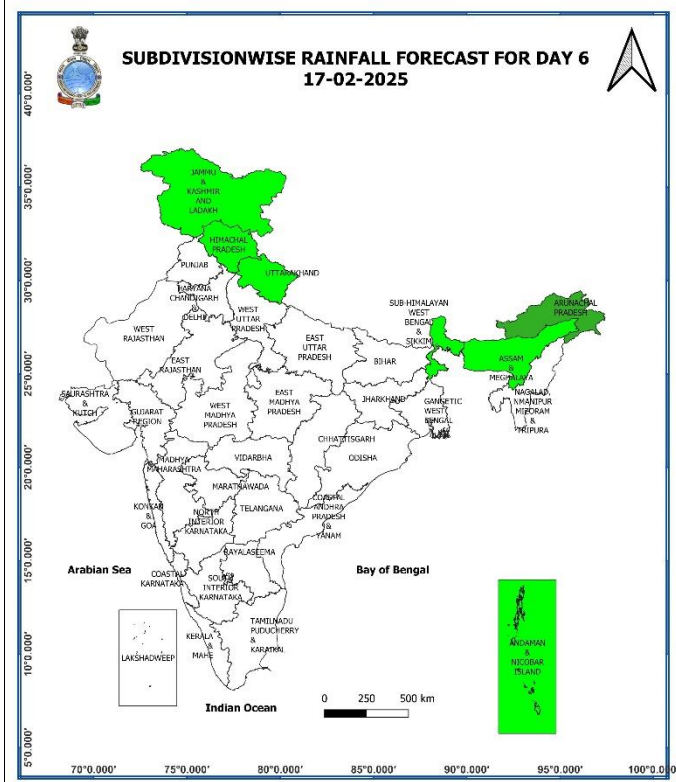 SUBDIVISIONWISE RAINFALL FORECAST FOR DAY 6
17-02-2025
40°0.000'
35°0.000'
30°0.000'
25°0.000'
20°0.000'
15°0.000'
10°0.000'
5°0.000'
JAMMU
&
KASHMIR
AND
LADAKH
HIMACHAL
PRADESH
PUNJAB
UTTARAKHAND
HARYANA
CHANDIGARH
&
DELHI
WEST
UTTAR
PRADESH
SUB-HIMALAYAN
WEST
BENGAL
&
SIKKIM
ARUNACHAL
PRADESH
WEST
RAJASTHAN
EAST
UTTAR
PRADESH
EAST
RAJASTHAN
BIHAR
ASSAM
&
MEGHALAYA
SAURASHTRA
&
KUTCH
GUJARAT
REGION
WEST
MADHYA
PRADESH
EAST
MADHYA
PRADESH
JHARKHAND
GANGETIC
WEST
BENGAL
NAGALAD,
NMANIPUR
MIZORAM
&
TRIPURA
CHHATTISGARH
MADHYA
MAHARASHTRA
VIDARBHA
ODISHA
MARATHAWADA
KONKAN
&
GOA
NORTH
INTERIOR
KARNATAKA
TELANGANA
COASTAL
ANDHRA
PRADESH
&
YANAM
RAYALASEEMA
Arabian Sea
Bay of Bengal
COASTAL
KARNATAKA
SOUTH
INTERIOR
KARNATAKA
TAMILNADU
PUDUCHERRY
&
KARAIKAL
KERALA
&
MAHE
LAKSHADWEEP
ANDAMAN
&
NICOBAR
ISLAND
Indian Ocean
0 250 500 km
70°0.000' 75°0.000' 80°0.000' 85°0.000' 90°0.000' 95°0.000' 100°0.000'